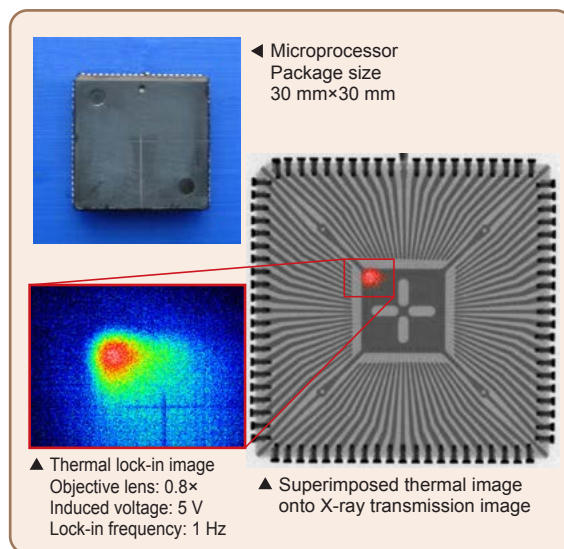 ◀ Microprocessor
Package size
30 mm×30 mm
▲ Thermal lock-in image
Objective lens: 0.8×
Induced voltage: 5 V
Lock-in frequency: 1 Hz
▲ Superimposed thermal image
onto X-ray transmission image